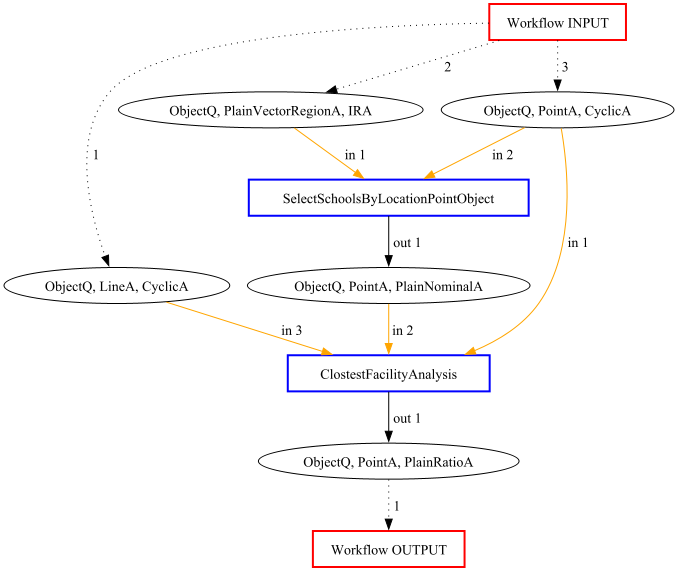 Workflow INPUT
2
3
ObjectQ, PlainVectorRegionA, IRA
ObjectQ, PointA, CyclicA
1
in 1
in 2
SelectSchoolsByLocationPointObject
out 1
in 1
ObjectQ, LineA, CyclicA
ObjectQ, PointA, PlainNominalA
in 3
in 2
ClostestFacilityAnalysis
out 1
ObjectQ, PointA, PlainRatioA
1
Workflow OUTPUT